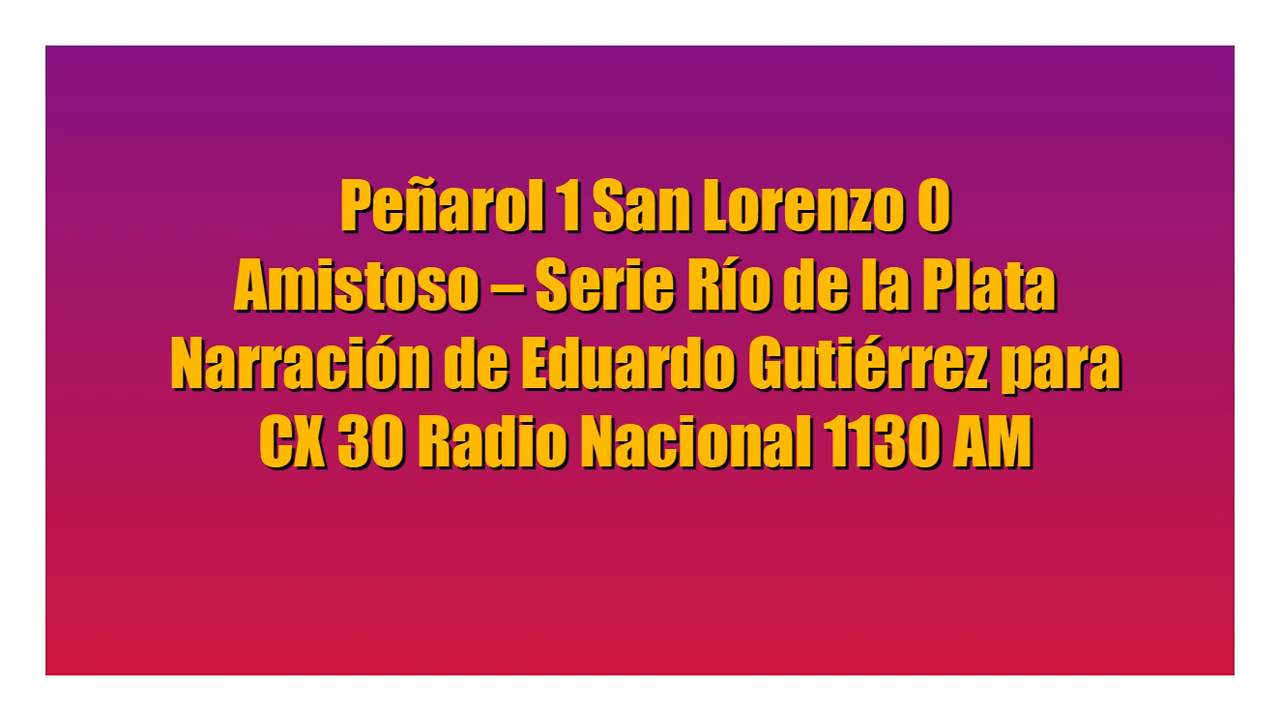 Peñarol 1 San Lorenzo 0
Amistoso – Serie Río de la Plata
Narración de Eduardo Gutiérrez para
CX 30 Radio Nacional 1130 AM